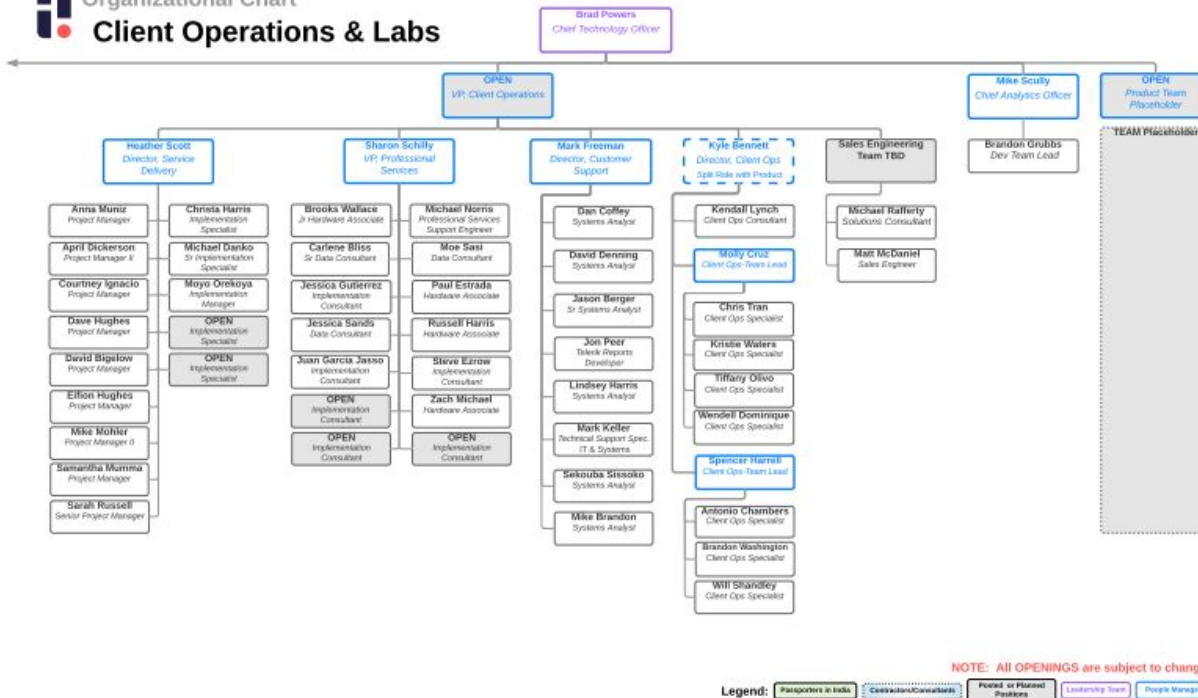 Organizational Chart
Client Operations & Labs
Brad Powers
Chief Technology Officer
OPEN
VP, Client Operations
Mike Scully
Chief Analytics Officer
OPEN
Product Team
Placeholder
Heather Scott
Director, Service
Delivery
Sharon Schilly
VP, Professional
Services
Mark Freeman
Director, Customer
Support
Kyle Bennett
Director, Client Ops
Split Role with Product
Sales Engineering
Team TBD
Brandon Grubbs
Dev Team Lead
TEAM Placeholder
Anna Muniz
Project Manager
April Dickerson
Project Manager II
Courtney Ignacio
Project Manager
Dave Hughes
Project Manager
David Bigelow
Project Manager
Elfion Hughes
Project Manager
Mike Mohler
Project Manager II
Samantha Mumma
Project Manager
Sarah Russell
Senior Project Manager
Christa Harris
Implementation
Specialist
Michael Danko
Sr Implementation
Specialist
Moyo Orekoya
Implementation
Manager
OPEN
Implementation
Specialist
OPEN
Implementation
Specialist
Brooks Wallace
Jr Hardware Associate
Carlene Bliss
Sr Data Consultant
Jessica Gutierrez
Implementation
Consultant
Jessica Sands
Data Consultant
Juan Garcia Jasso
Implementation
Consultant
OPEN
Implementation
Consultant
OPEN
Implementation
Consultant
Michael Norris
Professional Services
Support Engineer
Moe Sasi
Data Consultant
Paul Estrada
Hardware Associate
Russell Harris
Hardware Associate
Steve Ezrow
Implementation
Consultant
Zach Michael
Hardware Associate
OPEN
Implementation
Consultant
Dan Coffey
Systems Analyst
David Denning
Systems Analyst
Jason Berger
Sr Systems Analyst
Jon Peer
Telerik Reports
Developer
Lindsey Harris
Systems Analyst
Mark Keller
Technical Support Spec.
IT & Systems
Sekouba Sissoko
Systems Analyst
Mike Brandon
Systems Analyst
Kendall Lynch
Client Ops Consultant
Molly Cruz
Client Ops-Team Lead
Chris Tran
Client Ops Specialist
Kristie Waters
Client Ops Specialist
Tiffany Olivo
Client Ops Specialist
Wendell Dominique
Client Ops Specialist
Spencer Harrell
Client Ops-Team Lead
Antonio Chambers
Client Ops Specialist
Brandon Washington
Client Ops Specialist
Will Shandley
Client Ops Specialist
Michael Rafferty
Solutions Consultant
Matt McDaniel
Sales Engineer
NOTE: All OPENINGS are subject to chang
Legend:
Passporters in India
Contractors/Consultants
Posted or Planned
Positions
Leadership Team
People Manag